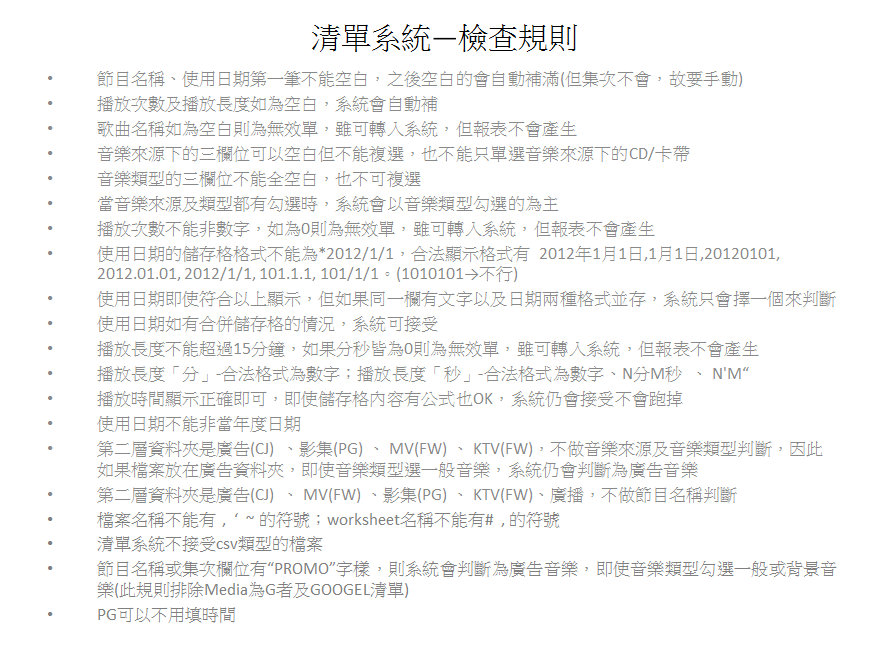 清單系統－檢查規則
• 節目名稱、使用日期第一筆不能空白，之後空白的會自動補滿(但集次不會，故要手動)
• 播放次數及播放長度如為空白，系統會自動補
• 歌曲名稱如為空白則為無效單，雖可轉入系統，但報表不會產生
• 音樂來源下的三欄位可以空白但不能複選，也不能只單選音樂來源下的CD/卡帶
• 音樂類型的三欄位不能全空白，也不可複選
• 當音樂來源及類型都有勾選時，系統會以音樂類型勾選的為主
• 播放次數不能非數字，如為0則為無效單，雖可轉入系統，但報表不會產生
• 使用日期的儲存格格式不能為*2012/1/1，合法顯示格式有 2012年1月1日,1月1日,20120101,
2012.01.01, 2012/1/1, 101.1.1, 101/1/1。(1010101→不行)
• 使用日期即使符合以上顯示，但如果同一欄有文字以及日期兩種格式並存，系統只會擇一個來判斷
• 使用日期如有合併儲存格的情況，系統可接受
• 播放長度不能超過15分鐘，如果分秒皆為0則為無效單，雖可轉入系統，但報表不會產生
• 播放長度「分」-合法格式為數字；播放長度「秒」-合法格式為數字、N分M秒 、 N'M“
• 播放時間顯示正確即可，即使儲存格內容有公式也OK，系統仍會接受不會跑掉
• 使用日期不能非當年度日期
• 第二層資料夾是廣告(CJ) 、影集(PG) 、 MV(FW) 、 KTV(FW)，不做音樂來源及音樂類型判斷，因此
如果檔案放在廣告資料夾，即使音樂類型選一般音樂，系統仍會判斷為廣告音樂
• 第二層資料夾是廣告(CJ) 、 MV(FW) 、影集(PG) 、 KTV(FW)、廣播，不做節目名稱判斷
• 檔案名稱不能有 , ‘ ~ 的符號；worksheet名稱不能有# , 的符號
• 清單系統不接受csv類型的檔案
• 節目名稱或集次欄位有“PROMO”字樣，則系統會判斷為廣告音樂，即使音樂類型勾選一般或背景音
樂(此規則排除Media為G者及GOOGEL清單)
• PG可以不用填時間